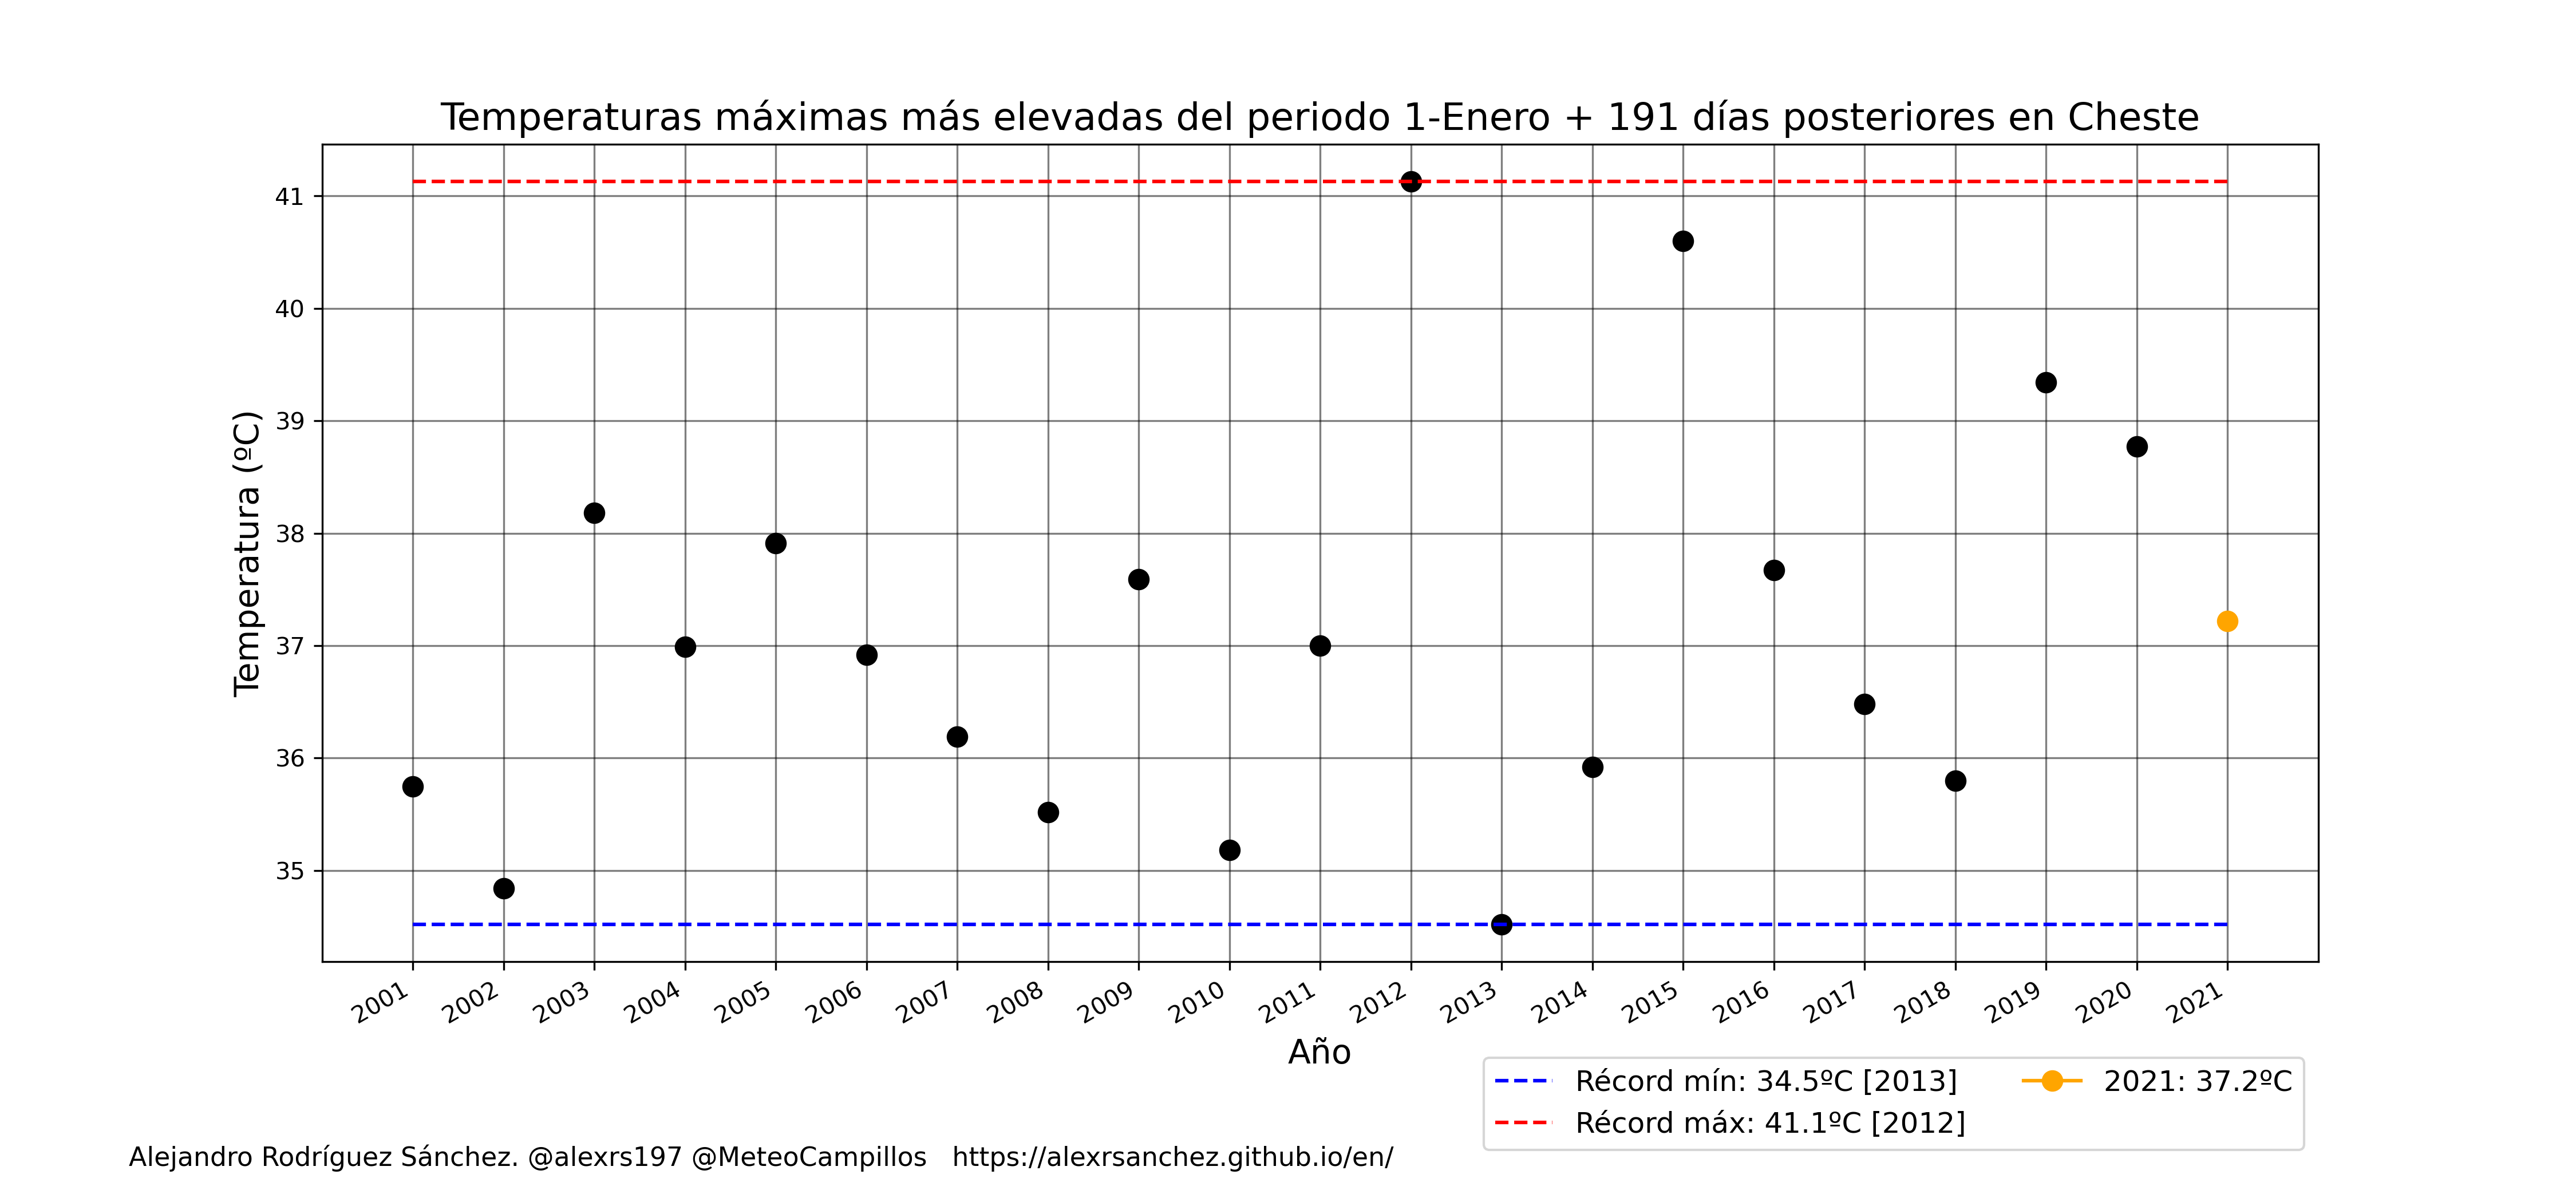 Temperaturas máximas más elevadas del periodo 1-Enero + 191 días posteriores en Cheste
Temperatura (ºC)
41
40
39
38
37
36
35
2001 2002 2003 2004 2005 2006 2007 2008 2009 2010 2011 2012 2013 2014 2015 2016 2017 2018 2019 2020 2021
Año
Récord mín: 34.5ºC [2013]
Récord máx: 41.1ºC [2012]
2021: 37.2ºC
Alejandro Rodríguez Sánchez. @alexrs197 @MeteoCampillos https://alexrsanchez.github.io/en/